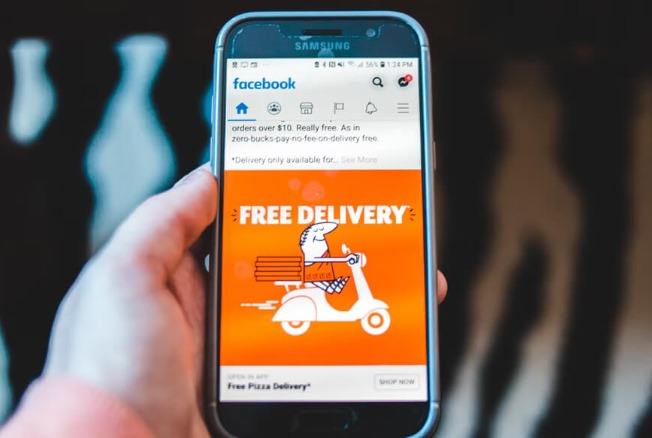 SAMSUNG
56% 1:24 PM
facebook
orders over $10. Really free. As in
zero-bucks-pay-no-fee-on-delivery free.
*Delivery only available for... See More
FREE DELIVERY*
OPEN IN APP
Free Pizza Delivery*
SHOP NOW